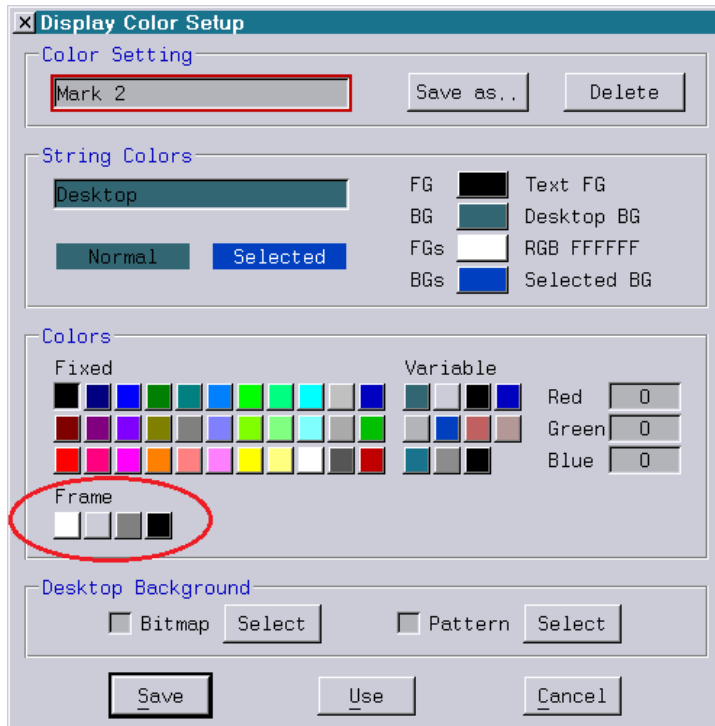 Display Color Setup
Color Setting
Mark 2 Save as.. Delete
String Colors
Desktop
Normal Selected
FG Text FG
BG Desktop BG
FGs RGB FFFFFF
BGs Selected BG
Colors
Fixed Variable
Red 0
Green 0
Blue 0
Frame
Desktop Background
Bitmap Select Pattern Select
Save Use Cancel